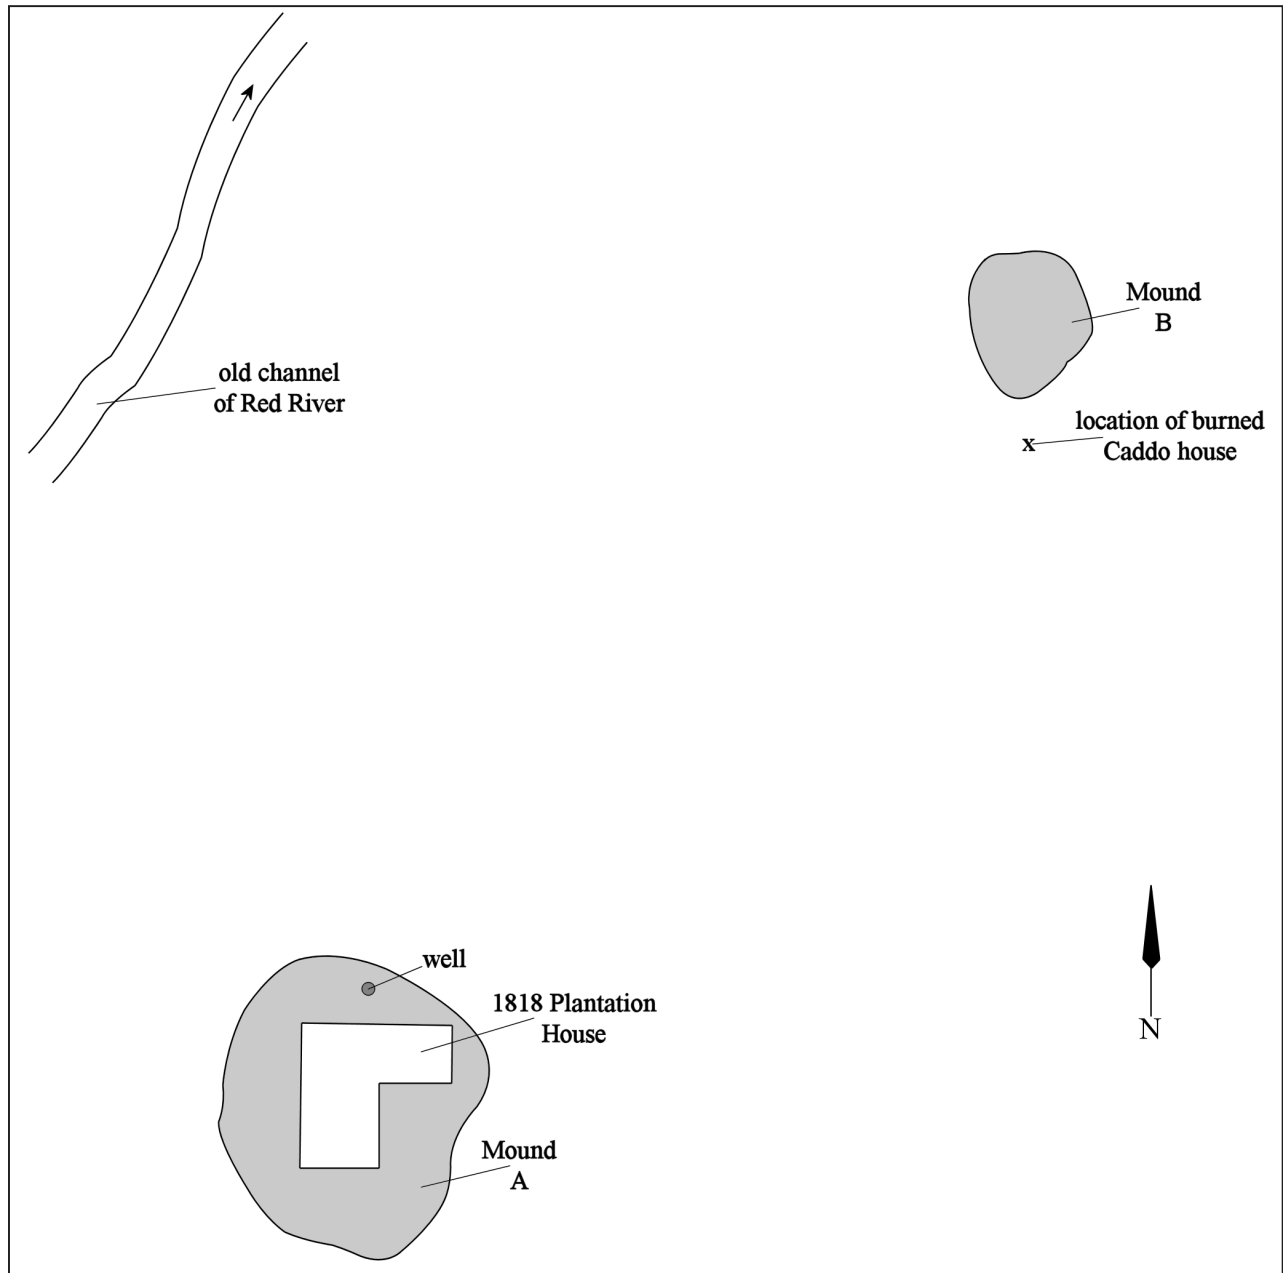 Mound
B
old channel
of Red River
location of burned
x
Caddo house
well
1818 Plantation
House
N
Mound
A